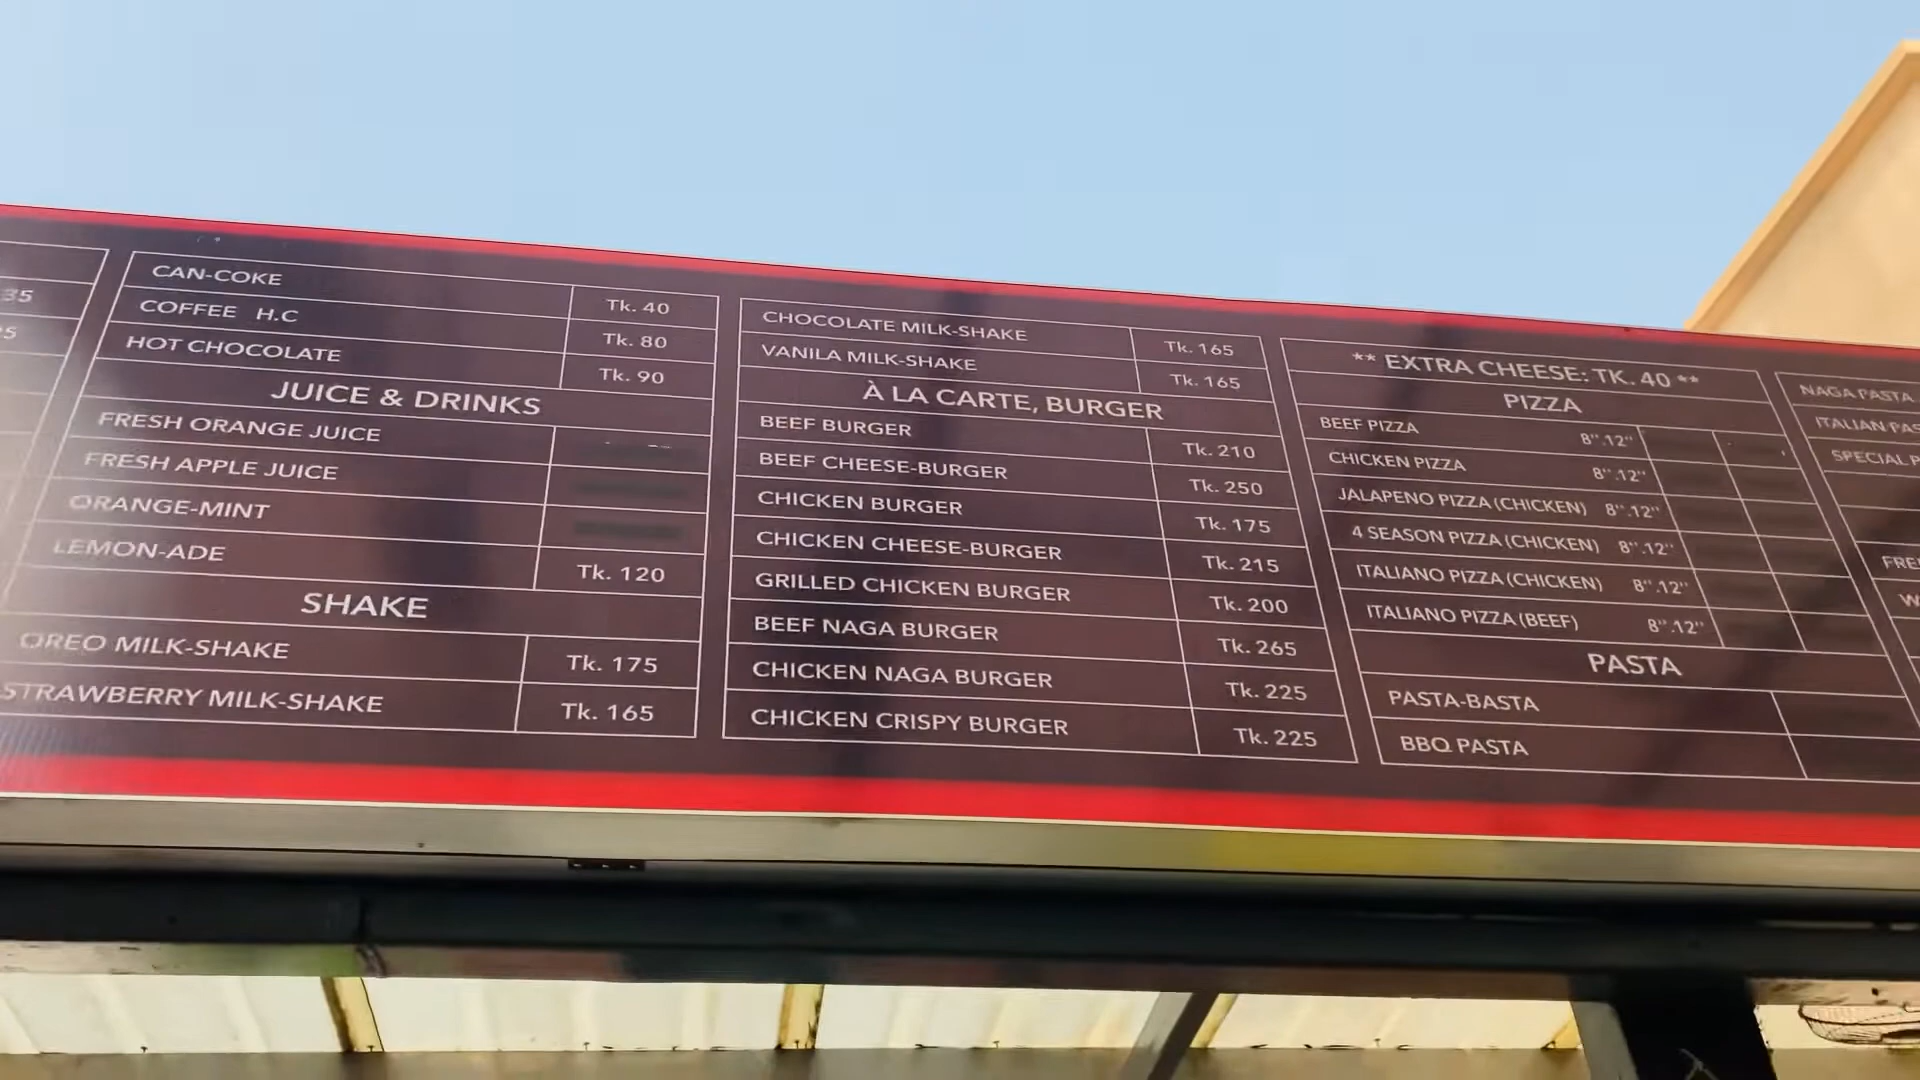 35
5
CAN-COKE Tk. 40
COFFEE H.C Tk. 80
HOT CHOCOLATE Tk. 90
JUICE & DRINKS
FRESH ORANGE JUICE
FRESH APPLE JUICE
ORANGE-MINT
LEMON-ADE Tk. 120
SHAKE
OREO MILK-SHAKE Tk. 175
STRAWBERRY MILK-SHAKE Tk. 165
CHOCOLATE MILK-SHAKE Tk. 165
VANILA MILK-SHAKE Tk. 165
À LA CARTE, BURGER
BEEF BURGER Tk. 210
BEEF CHEESE-BURGER Tk. 250
CHICKEN BURGER Tk. 175
CHICKEN CHEESE-BURGER Tk. 215
GRILLED CHICKEN BURGER Tk. 200
BEEF NAGA BURGER Tk. 265
CHICKEN NAGA BURGER Tk. 225
CHICKEN CRISPY BURGER Tk. 225
** EXTRA CHEESE: TK. 40 **
PIZZA
BEEF PIZZA 8".12"
CHICKEN PIZZA 8".12"
JALAPENO PIZZA (CHICKEN) 8".12"
4 SEASON PIZZA (CHICKEN) 8".12"
ITALIANO PIZZA (CHICKEN) 8".12"
ITALIANO PIZZA (BEEF) 8".12"
PASTA
PASTA-BASTA
BBQ PASTA
NAGA PASTA
ITALIAN PAS
SPECIAL P
FRE
W